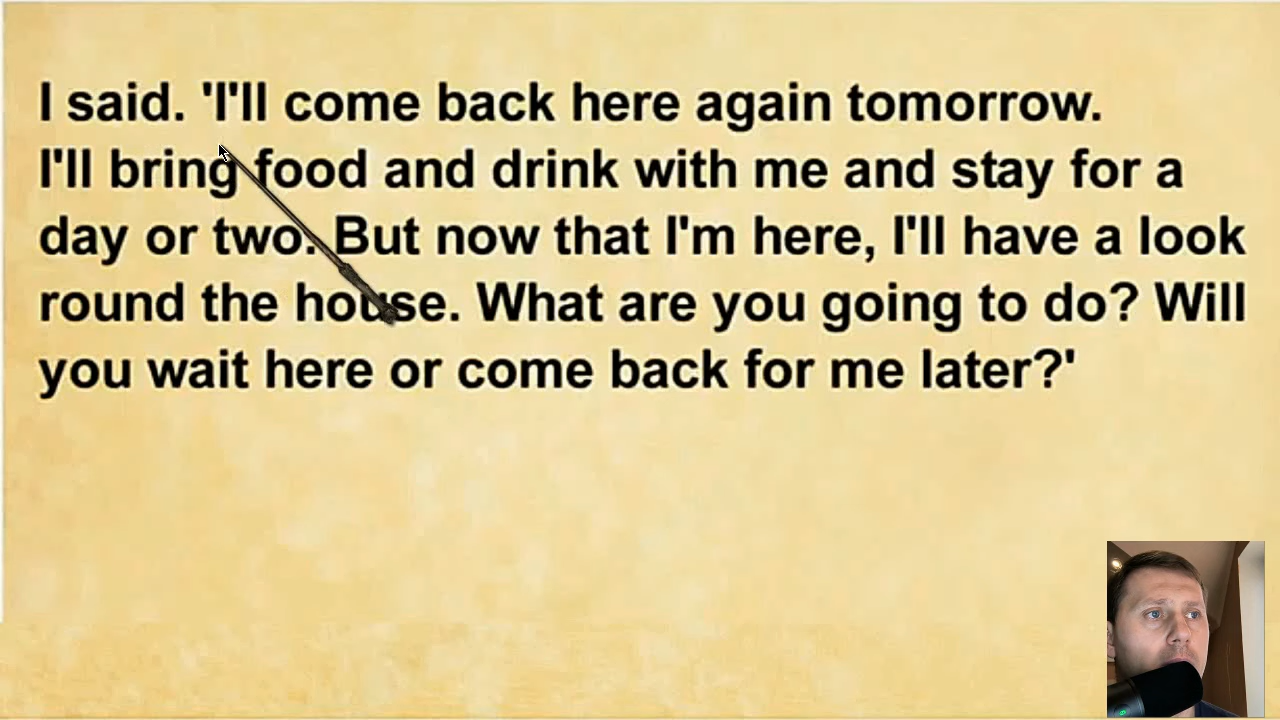 I said. 'I'll come back here again tomorrow.
I'll bring food and drink with me and stay for a
day or two. But now that I'm here, I'll have a look
round the house. What are you going to do? Will
you wait here or come back for me later?'